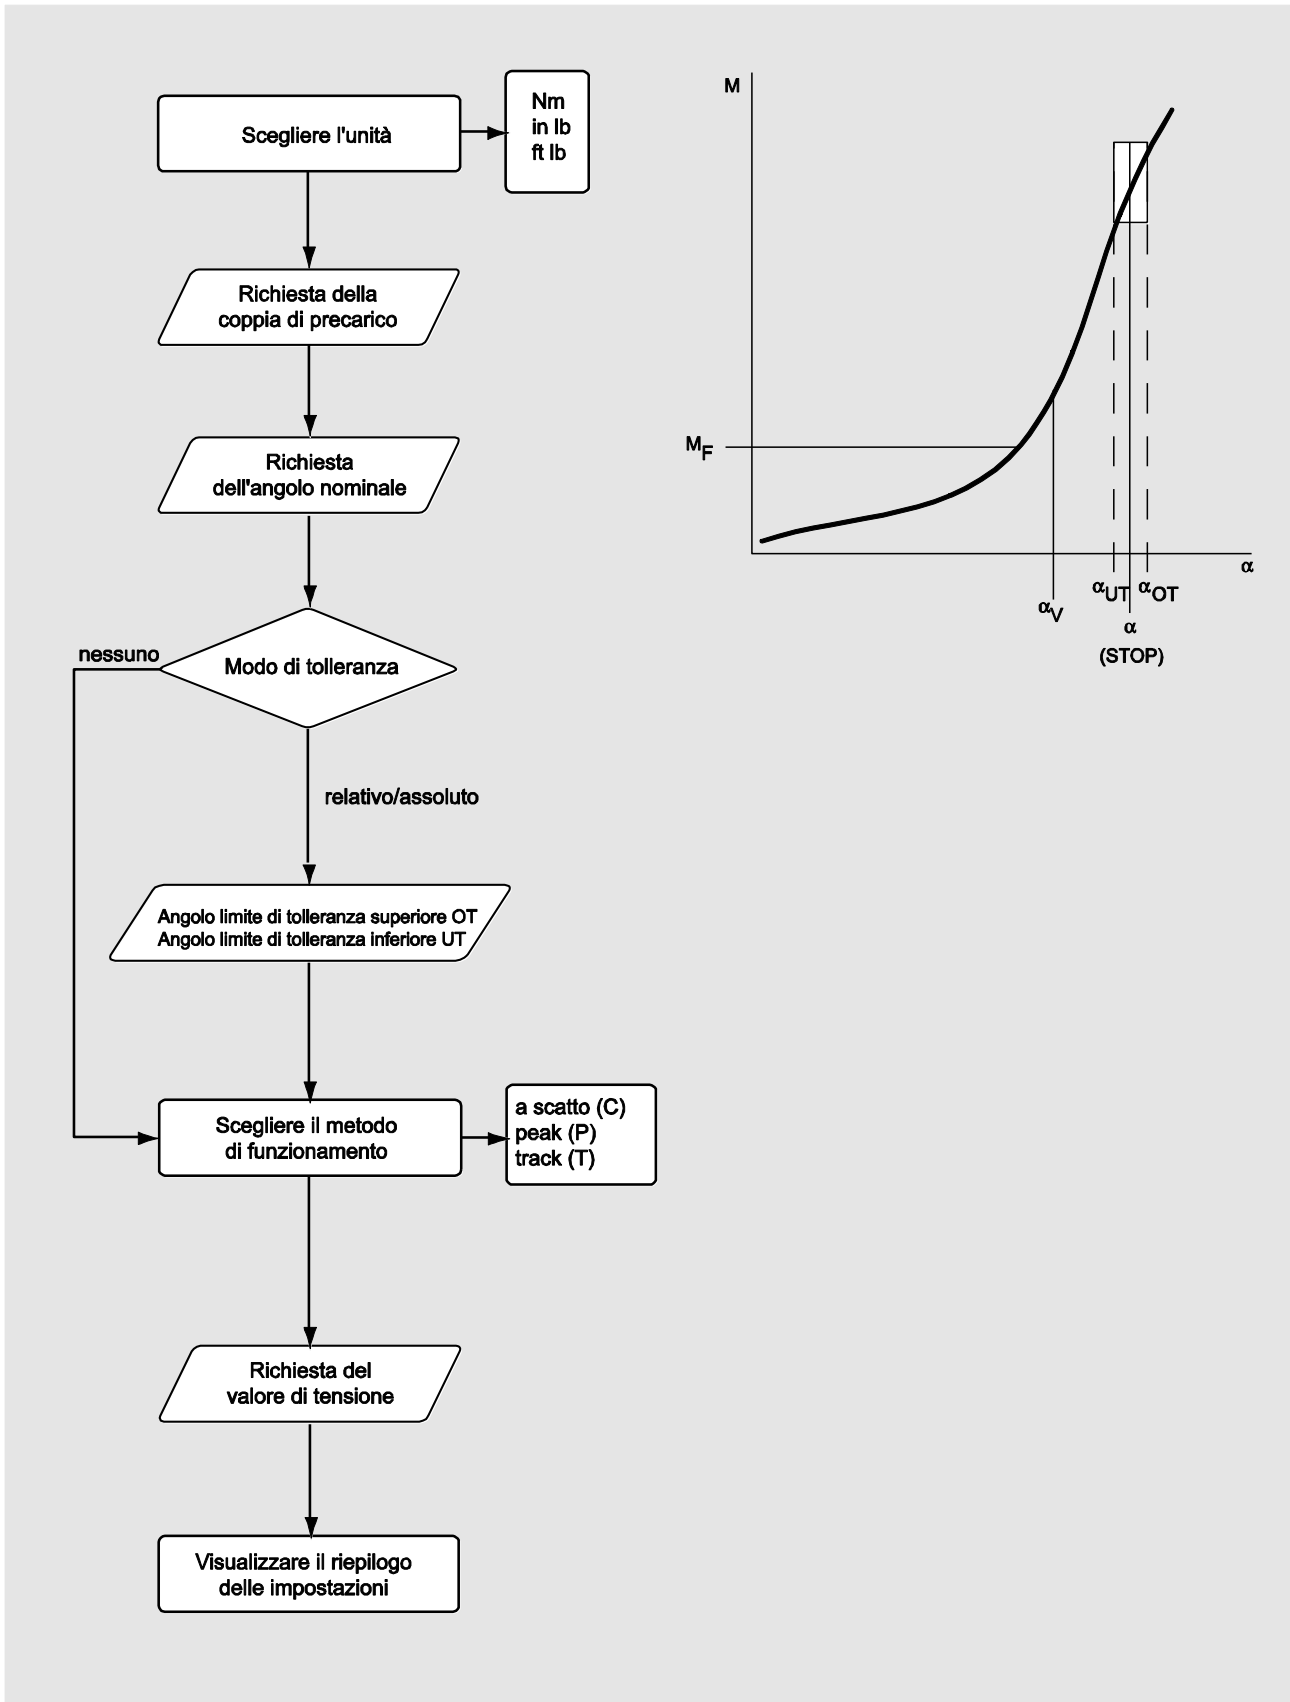 Scegliere l'unità
Nm
in lb
ft lb
Richiesta della
coppia di precarico
Richiesta
dell'angolo nominale
nessuno
Modo di tolleranza
relativo/assoluto
Angolo limite di tolleranza superiore OT
Angolo limite di tolleranza inferiore UT
Scegliere il metodo
di funzionamento
a scatto (C)
peak (P)
track (T)
Richiesta del
valore di tensione
Visualizzare il riepilogo
delle impostazioni
M
MF
α
αV
αUT
αOT
α
(STOP)